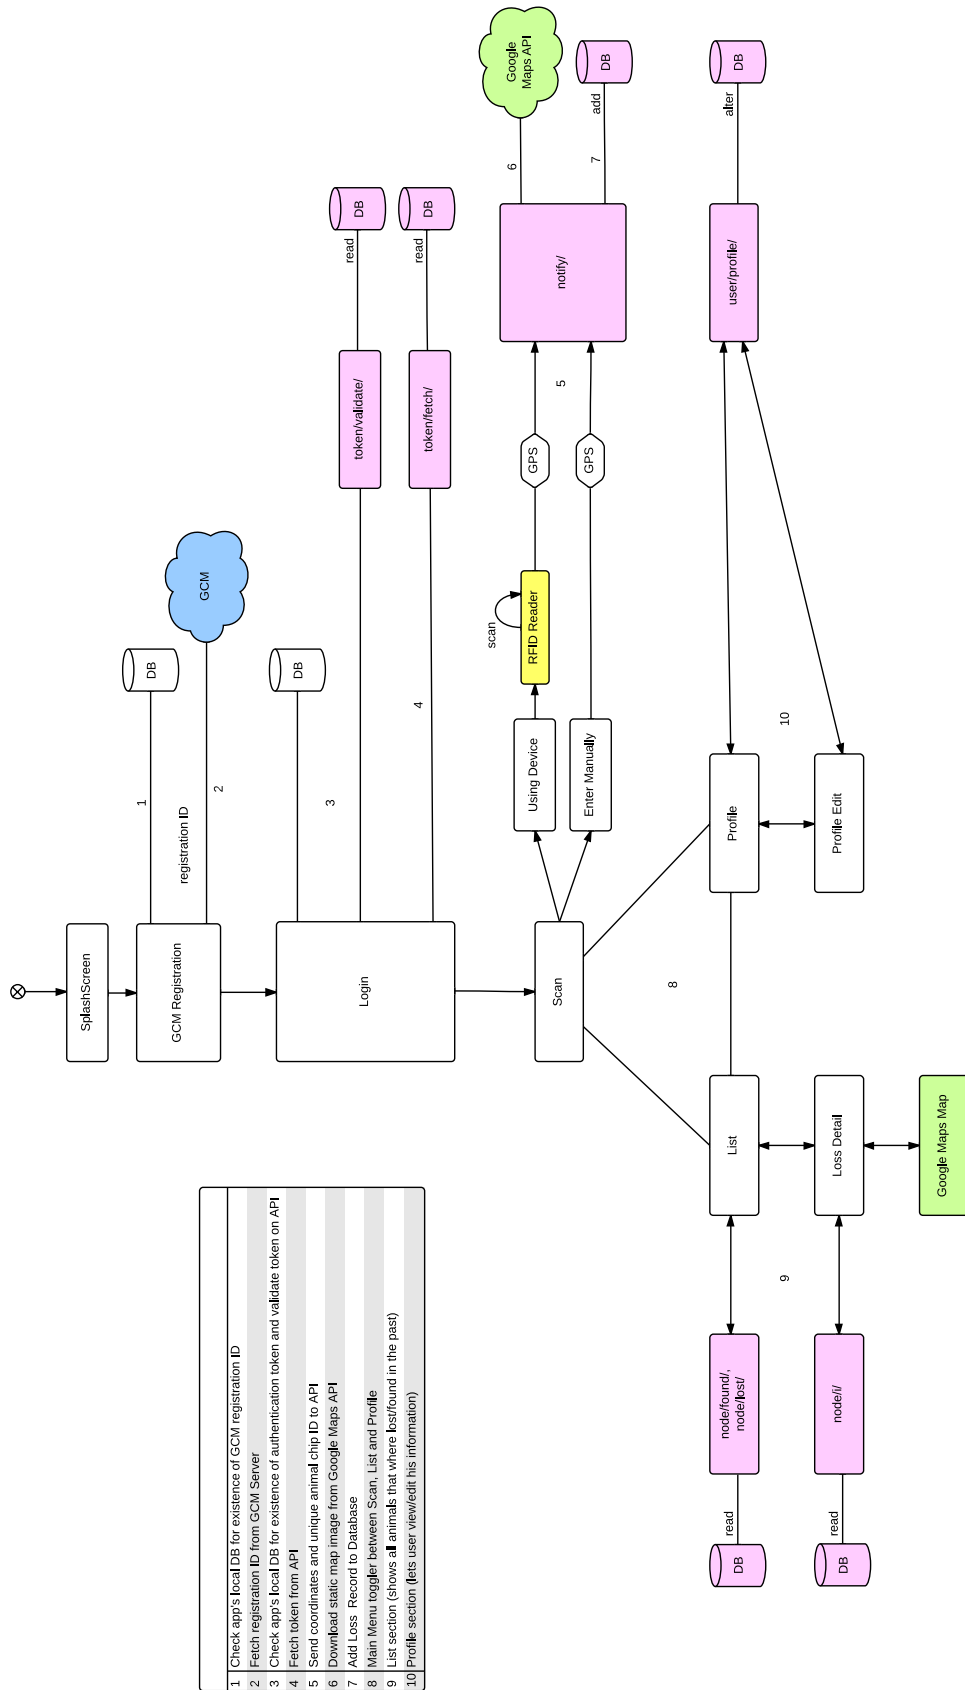 1 Check app's local DB for existence of GCM registration ID
2 Fetch registration ID from GCM Server
3 Check app's local DB for existence of authentication token and validate token on API
4 Fetch token from API
5 Send coordinates and unique animal chip ID to API
6 Download static map image from Google Maps API
7 Add Loss Record to Database
8 Main Menu toggler between Scan, List and Profile
9 List section (shows all animals that where lost/found in the past)
10 Profile section (lets user view/edit his information)
SplashScreen
GCM Registration
1
DB
registration ID
2
GCM
Login
3
DB
token/validate/
read
DB
4
token/fetch/
read
DB
Scan
Using Device
RFID Reader
scan
GPS
Enter Manually
GPS
5
notify/
6
Google
Maps API
7
add
DB
8
List
Profile
user/profile/
alter
DB
10
Profile Edit
node/found/,
node/lost/
read
DB
9
Loss Detail
node/i/
read
DB
Google Maps Map